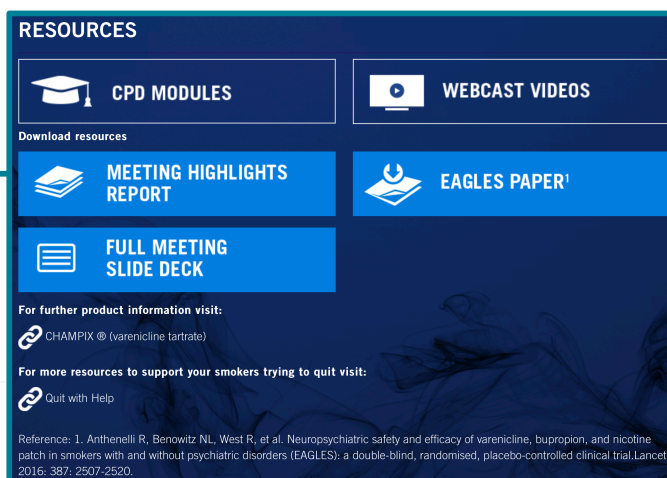 RESOURCES
CPD MODULES
WEBCAST VIDEOS
Download resources
MEETING HIGHLIGHTS
REPORT
EAGLES PAPER¹
FULL MEETING
SLIDE DECK
For further product information visit:
CHAMPIX ® (varenicline tartrate)
For more resources to support your smokers trying to quit visit:
Quit with Help
Reference: 1. Anthenelli R, Benowitz NL, West R, et al. Neuropsychiatric safety and efficacy of varenicline, bupropion, and nicotine
patch in smokers with and without psychiatric disorders (EAGLES): a double-blind, randomised, placebo-controlled clinical trial.Lancet
2016: 387: 2507-2520.